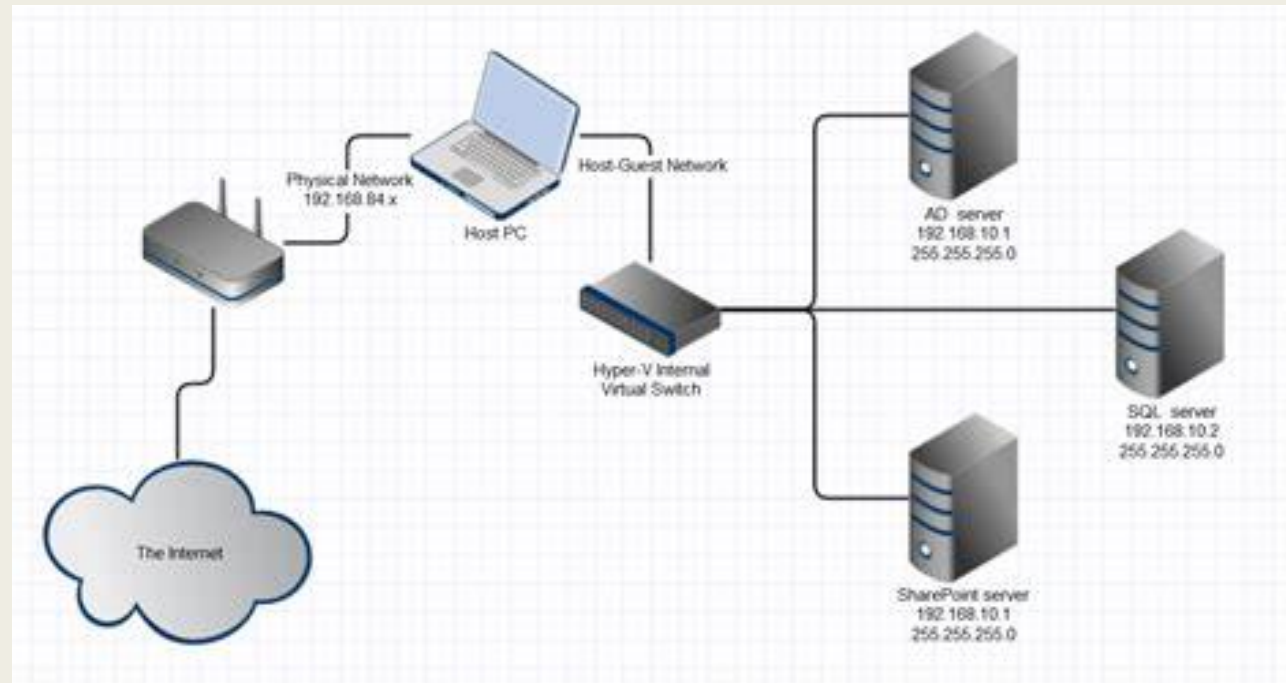 Physical Network
192.168.84.x
Host PC
Host-Guest Network
AD server
192.168.10.1
255.255.255.0
Hyper-V Internal
Virtual Switch
SQL server
192.168.10.2
255.255.255.0
The Internet
SharePoint server
192.168.10.1
255.255.255.0